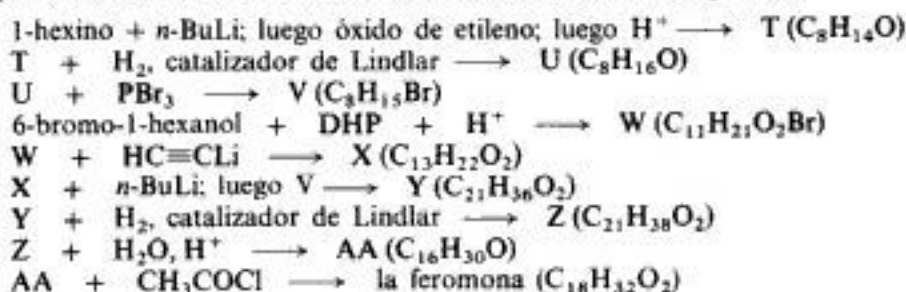 1-hexino + n-BuLi; luego óxido de etileno; luego H⁺ ⟶ T (C₈H₁₄O)
T + H₂, catalizador de Lindlar ⟶ U (C₈H₁₆O)
U + PBr₃ ⟶ V (C₈H₁₅Br)
6-bromo-1-hexanol + DHP + H⁺ ⟶ W (C₁₁H₂₁O₂Br)
W + HC≡CLi ⟶ X (C₁₃H₂₂O₂)
X + n-BuLi; luego V ⟶ Y (C₂₁H₃₆O₂)
Y + H₂, catalizador de Lindlar ⟶ Z (C₂₁H₃₈O₂)
Z + H₂O, H⁺ ⟶ AA (C₁₆H₃₀O)
AA + CH₃COCl ⟶ la feromona (C₁₈H₃₂O₂)